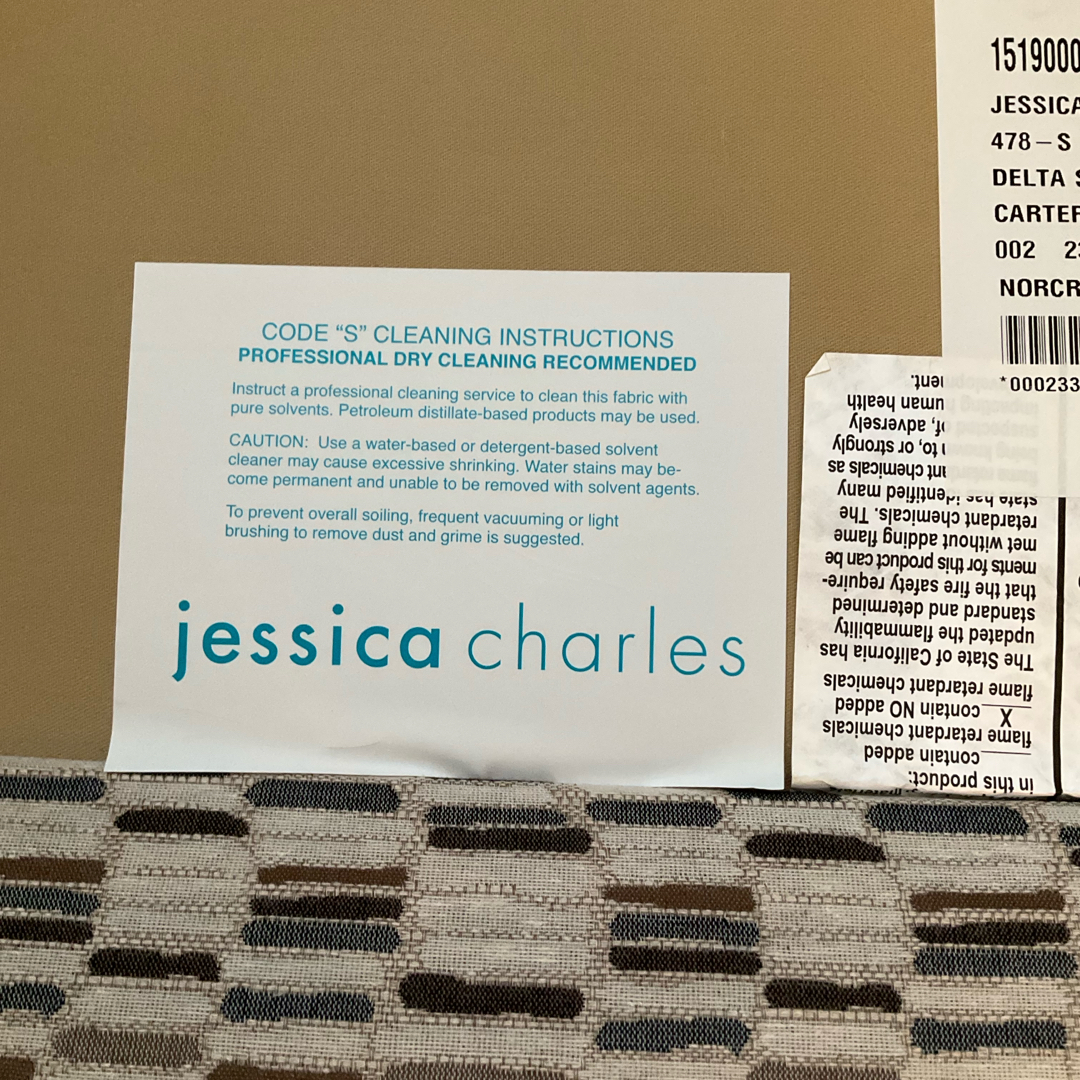 CODE “S” CLEANING INSTRUCTIONS
PROFESSIONAL DRY CLEANING RECOMMENDED
Instruct a professional cleaning service to clean this fabric with
pure solvents. Petroleum distillate-based products may be used.
CAUTION: Use a water-based or detergent-based solvent
cleaner may cause excessive shrinking. Water stains may be-
come permanent and unable to be removed with solvent agents.
To prevent overall soiling, frequent vacuuming or light
brushing to remove dust and grime is suggested.
jessica charles
1519000
JESSICA
478-S
DELTA
CARTER
002 23
NORCR
*000233
in this product:
contain added
flame retardant chemicals
X contain NO added
flame retardant chemicals
The State of California has
updated the flammability
standard and determined
that the fire safety require-
ments for this product can be
met without adding flame
retardant chemicals. The
state has identified many
chemicals as
to, or strongly
of, adversely
human health
ment.